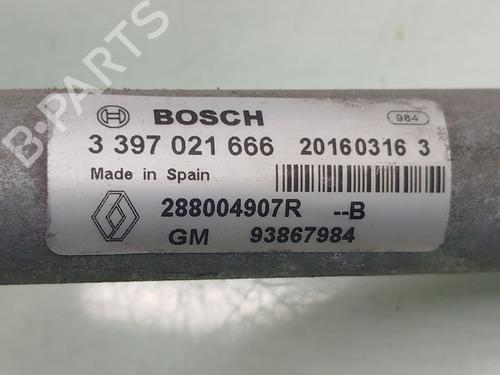 BOSCH
984
3 397 021 666 20160316 3
Made in Spain
288004907R --B
GM 93867984
B-PARTS